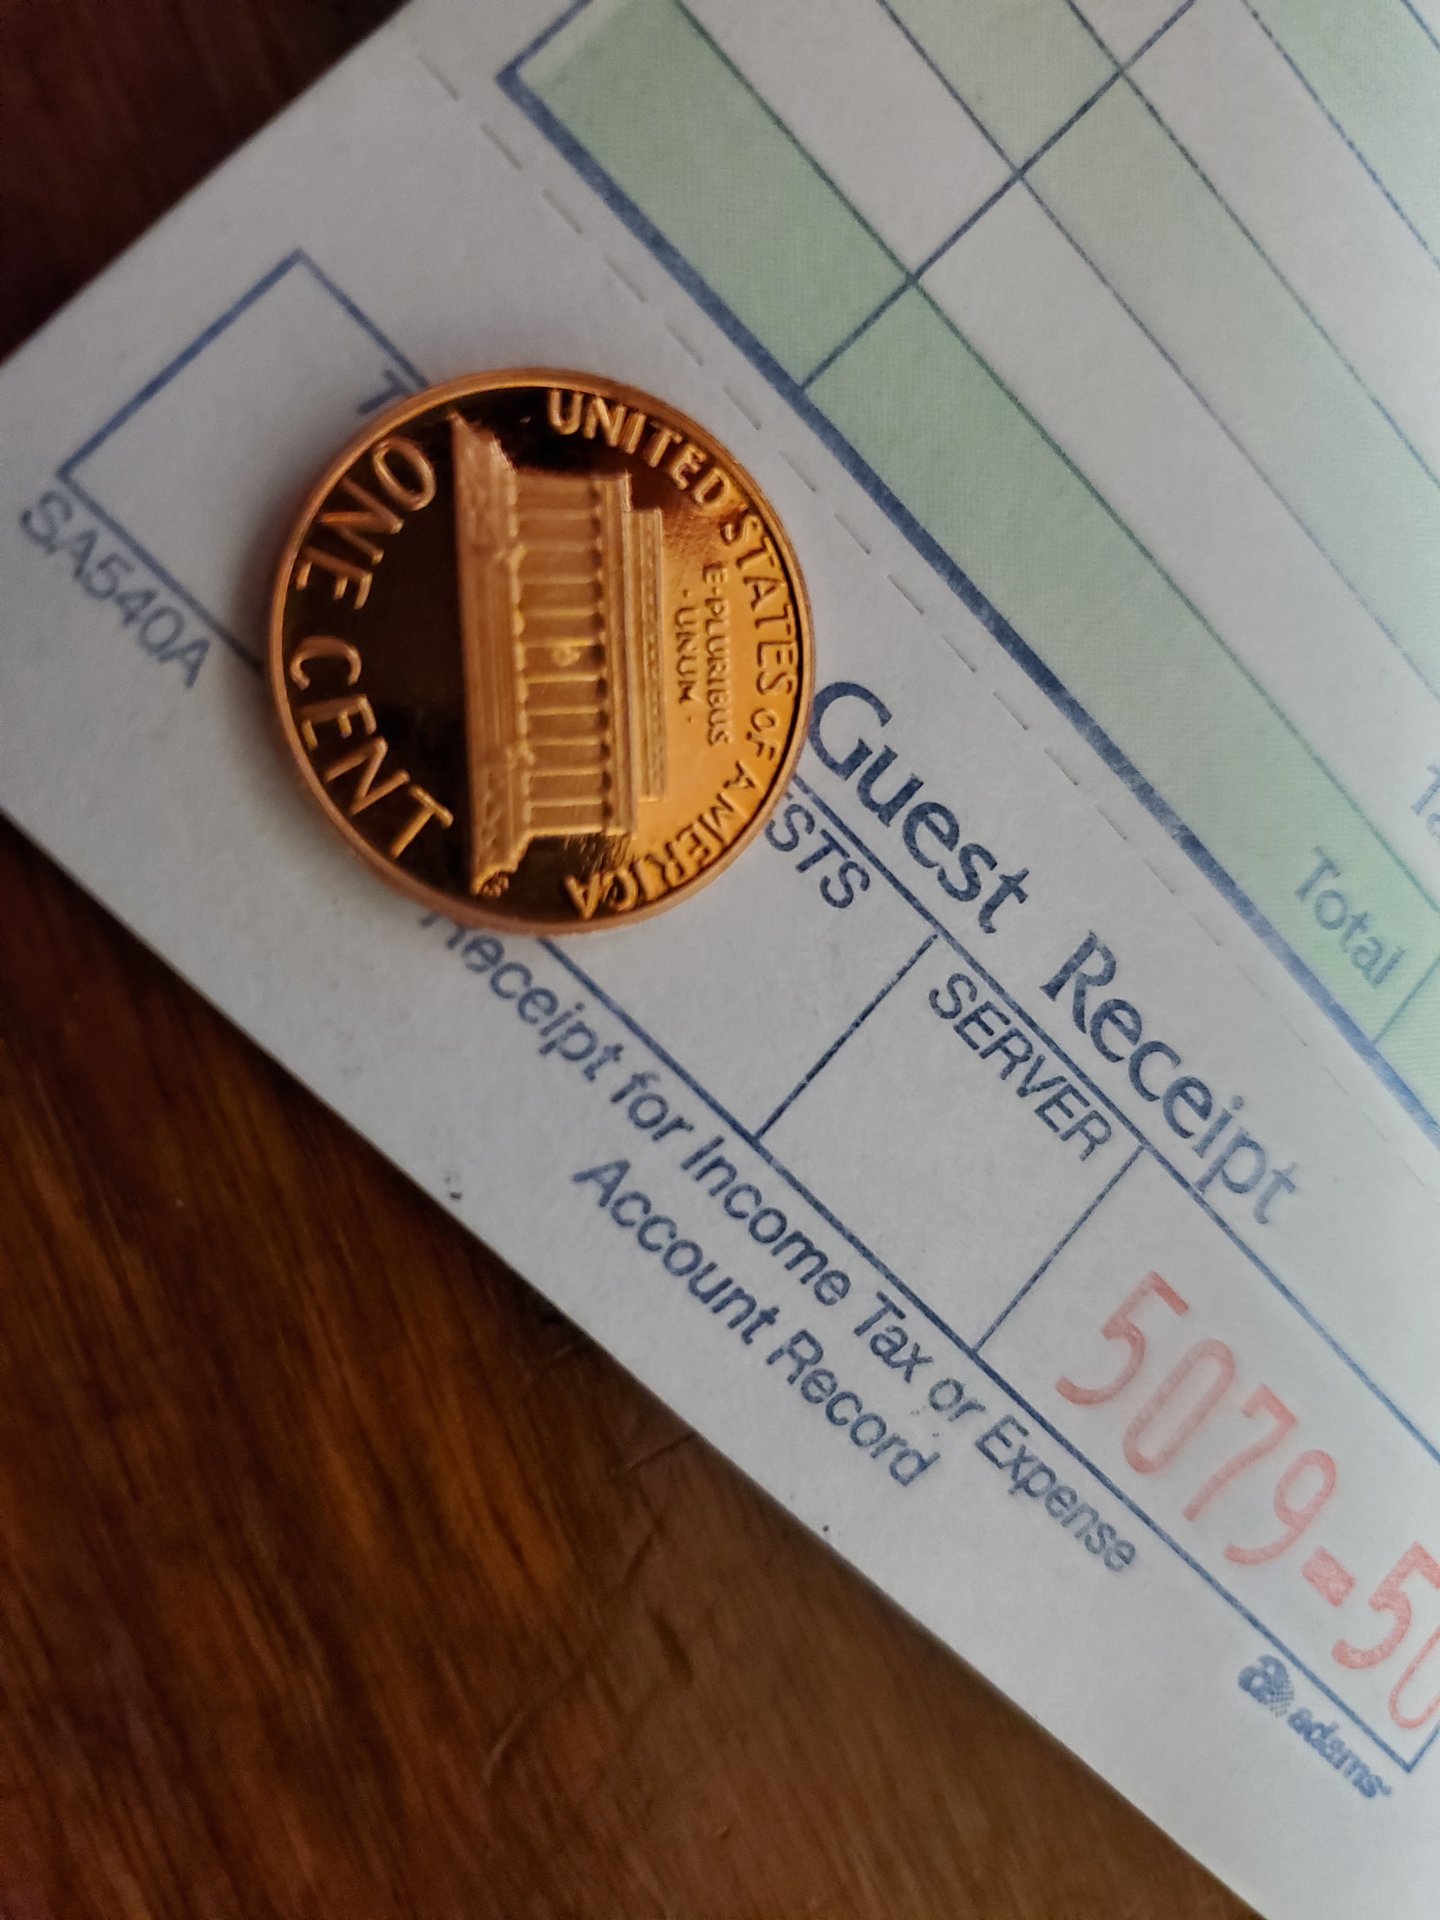 UNITED STATES OF AMERICA
E·PLURIBUS
·UNUM·
ONE CENT
Total
Guest Receipt
SERVER
5079-50
SA540A
Receipt for Income Tax or Expense
Account Record
adams